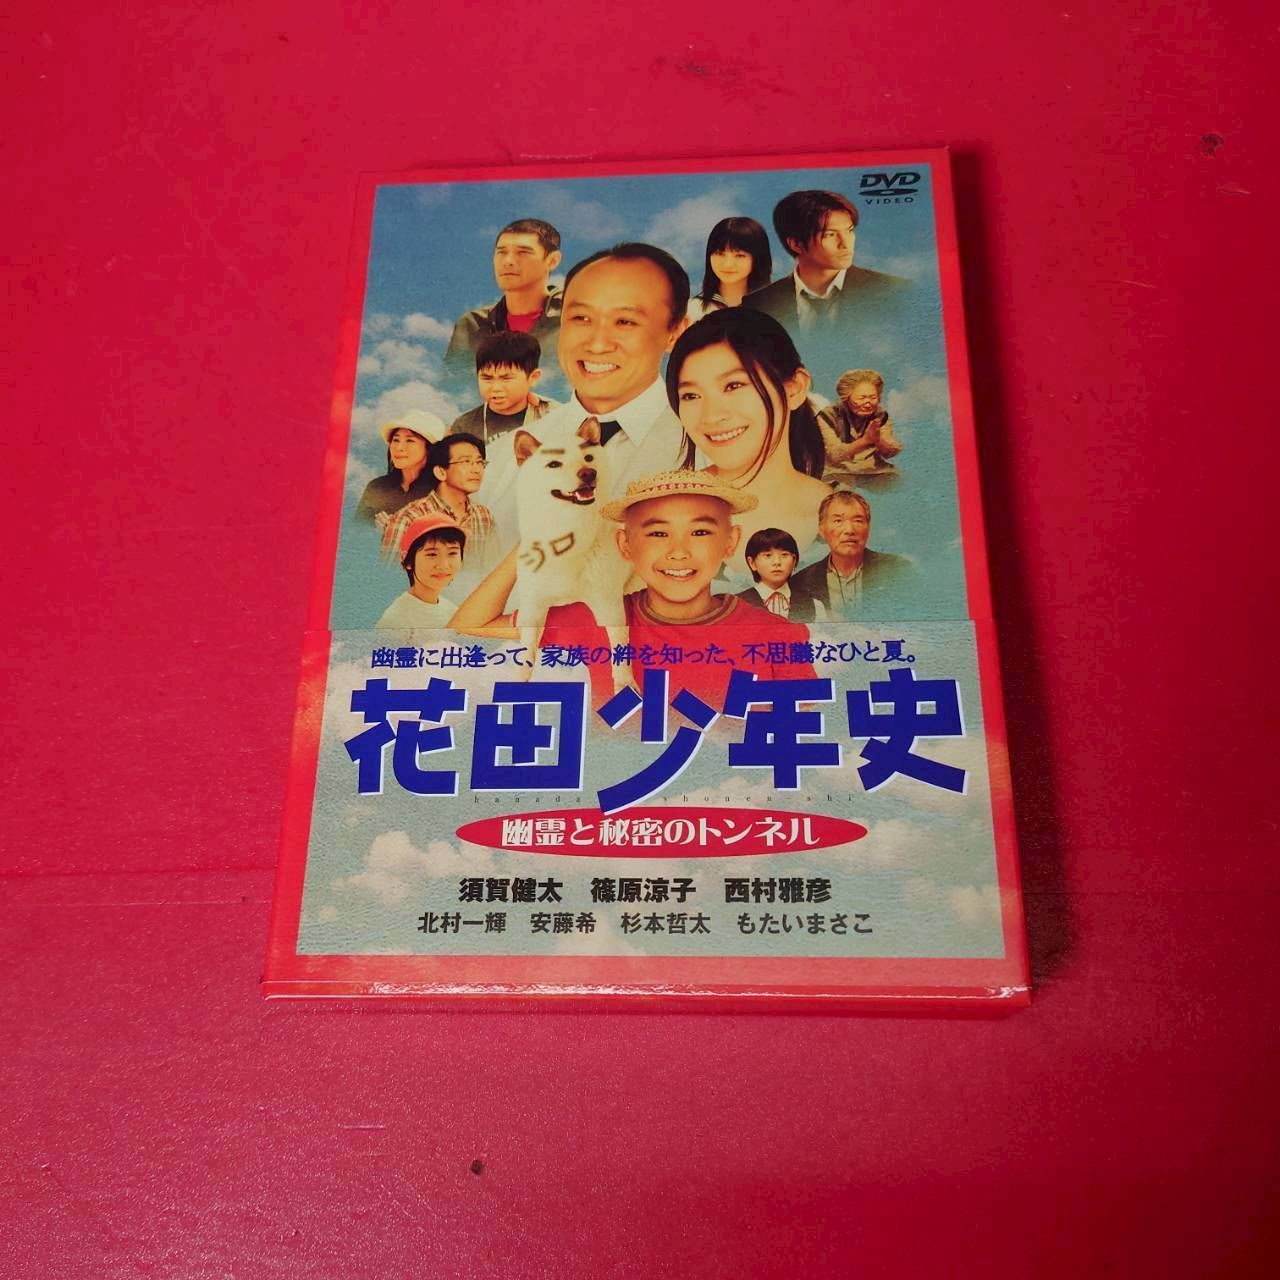 DVD
VIDEO
ジロ
幽霊に出逢って、家族の絆を知った、不思議なひと夏。
花田少年史
hanada shonen-shi
幽霊と秘密のトンネル
須賀健太 篠原涼子 西村雅彦
北村一輝 安藤希 杉本哲太 もたいまさこ